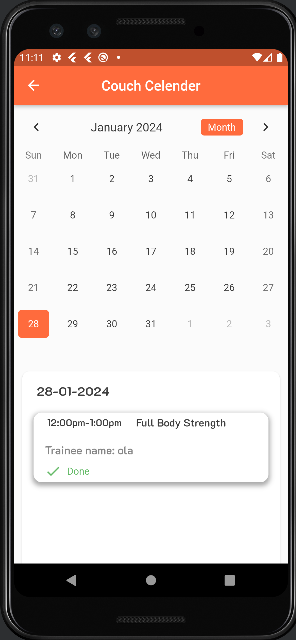 11:11
Couch Celender
January 2024 Month
Sun Mon Tue Wed Thu Fri Sat
31 1 2 3 4 5 6
7 8 9 10 11 12 13
14 15 16 17 18 19 20
21 22 23 24 25 26 27
28 29 30 31 1 2 3
28-01-2024
12:00pm-1:00pm Full Body Strength
Trainee name: ola
Done